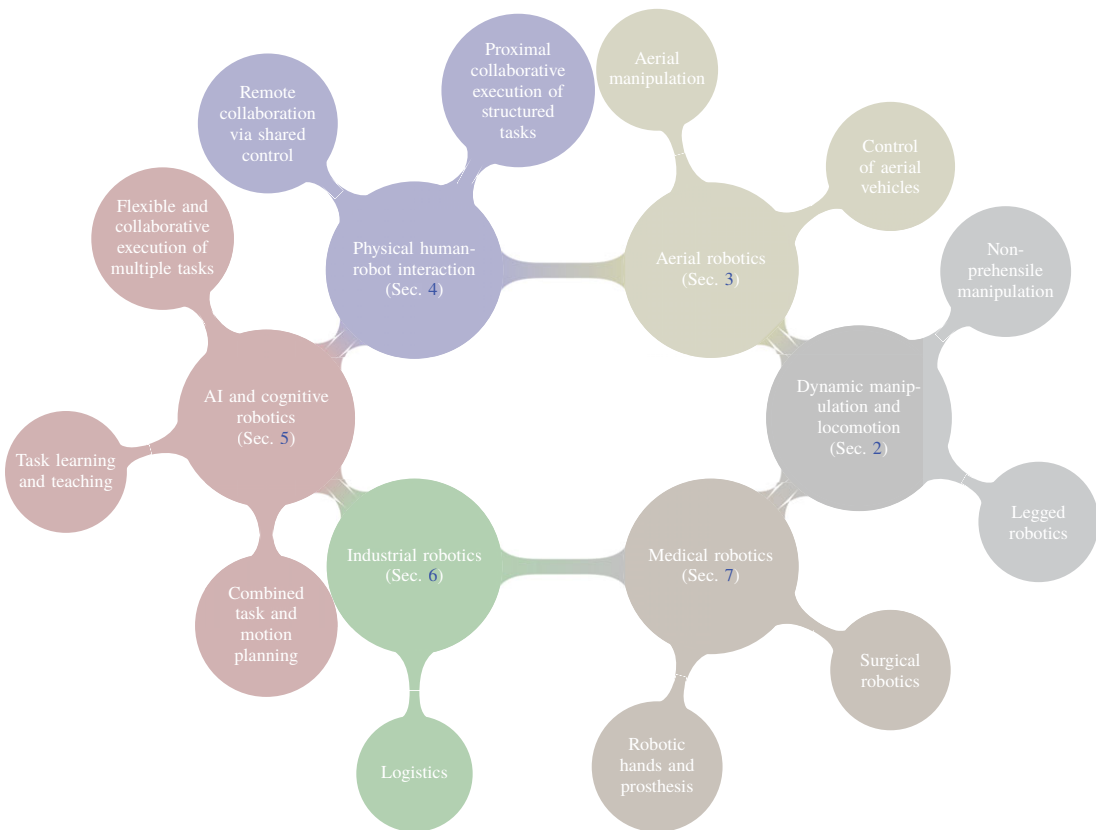 Proximal
collaborative
execution of
structured
tasks
Aerial
manipulation
Remote
collaboration
via shared
control
Control
of aerial
vehicles
Flexible and
collaborative
execution of
multiple tasks
Physical human-
robot interaction
(Sec. 4)
Aerial robotics
(Sec. 3)
Non-
prehensile
manipulation
AI and cognitive
robotics
(Sec. 5)
Dynamic manip-
ulation and
locomotion
(Sec. 2)
Task learning
and teaching
Legged
robotics
Industrial robotics
(Sec. 6)
Medical robotics
(Sec. 7)
Combined
task and
motion
planning
Surgical
robotics
Logistics
Robotic
hands and
prosthesis